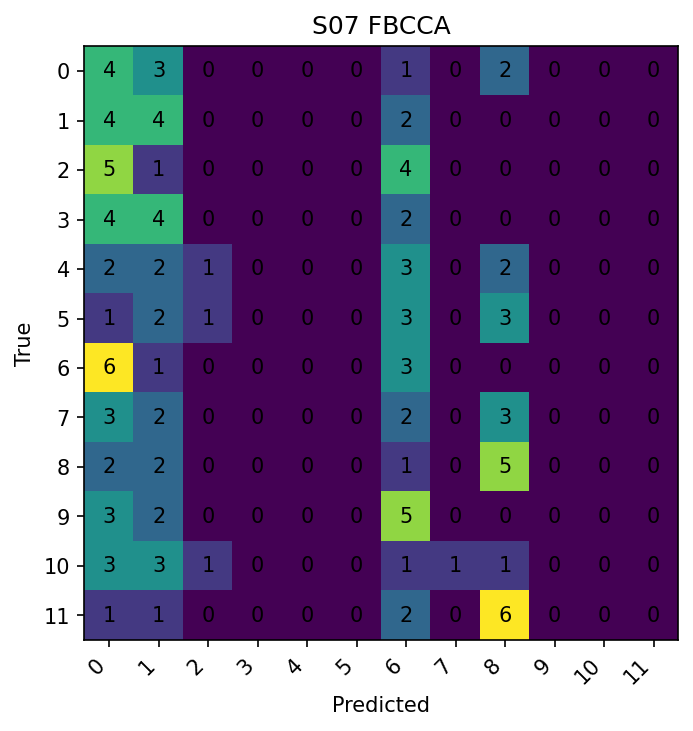 S07 FBCCA
0 4 3 0 0 0 0 1 0 2 0 0 0
1 4 4 0 0 0 0 2 0 0 0 0 0
2 5 1 0 0 0 0 4 0 0 0 0 0
3 4 4 0 0 0 0 2 0 0 0 0 0
4 2 2 1 0 0 0 3 0 2 0 0 0
5 1 2 1 0 0 0 3 0 3 0 0 0
6 6 1 0 0 0 0 3 0 0 0 0 0
7 3 2 0 0 0 0 2 0 3 0 0 0
8 2 2 0 0 0 0 1 0 5 0 0 0
9 3 2 0 0 0 0 5 0 0 0 0 0
10 3 3 1 0 0 0 1 1 1 0 0 0
11 1 1 0 0 0 0 2 0 6 0 0 0
True
0 1 2 3 4 5 6 7 8 9 10 11
Predicted